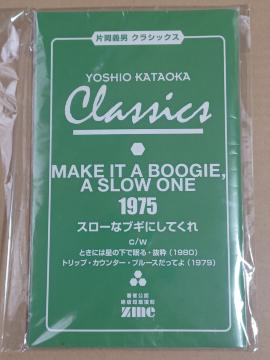 片岡義男 クラシックス
YOSHIO KATAOKA
Classics
MAKE IT A BOOGIE,
A SLOW ONE
1975
スローなブギにしてくれ
c/w
ときには星の下で眠る・抜粋 (1980)
トリップ・カウンター・ブルースだってよ (1979)
zine